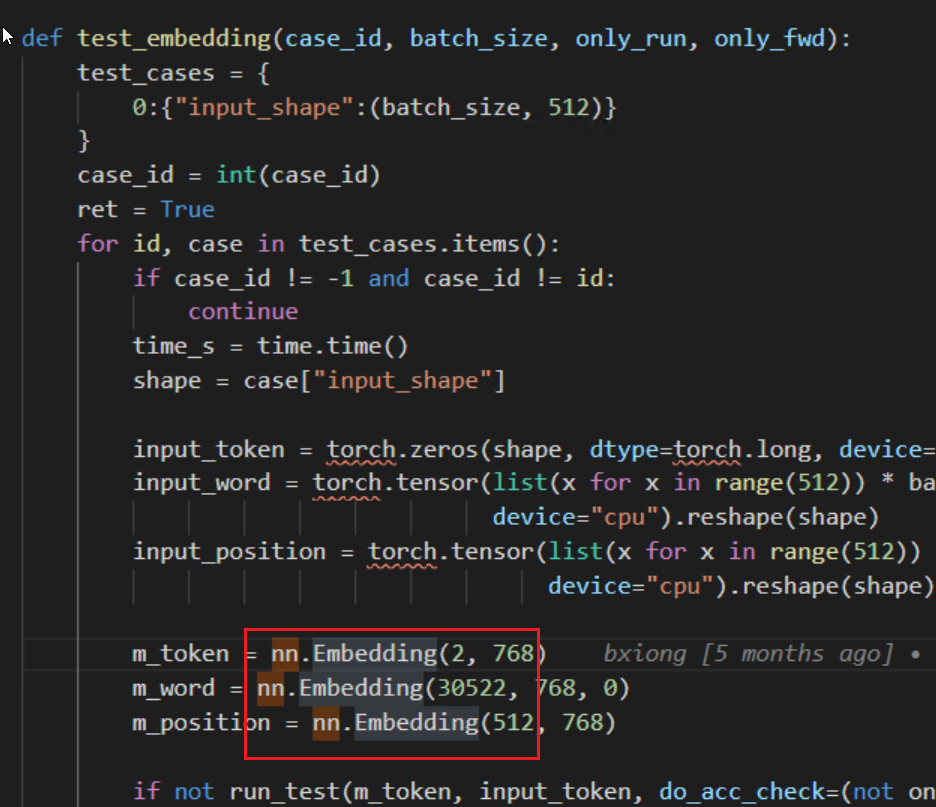 def test_embedding(case_id, batch_size, only_run, only_fwd):
test_cases = {
0:{"input_shape":(batch_size, 512)}
}
case_id = int(case_id)
ret = True
for id, case in test_cases.items():
if case_id != -1 and case_id != id:
continue
time_s = time.time()
shape = case["input_shape"]
input_token = torch.zeros(shape, dtype=torch.long, device=
input_word = torch.tensor(list(x for x in range(512)) * ba
device="cpu").reshape(shape)
input_position = torch.tensor(list(x for x in range(512))
device="cpu").reshape(shape)
m_token = nn.Embedding(2, 768) bxiong [5 months ago] •
m_word = nn.Embedding(30522, 768, 0)
m_position = nn.Embedding(512, 768)
if not run_test(m_token, input_token, do_acc_check=(not on